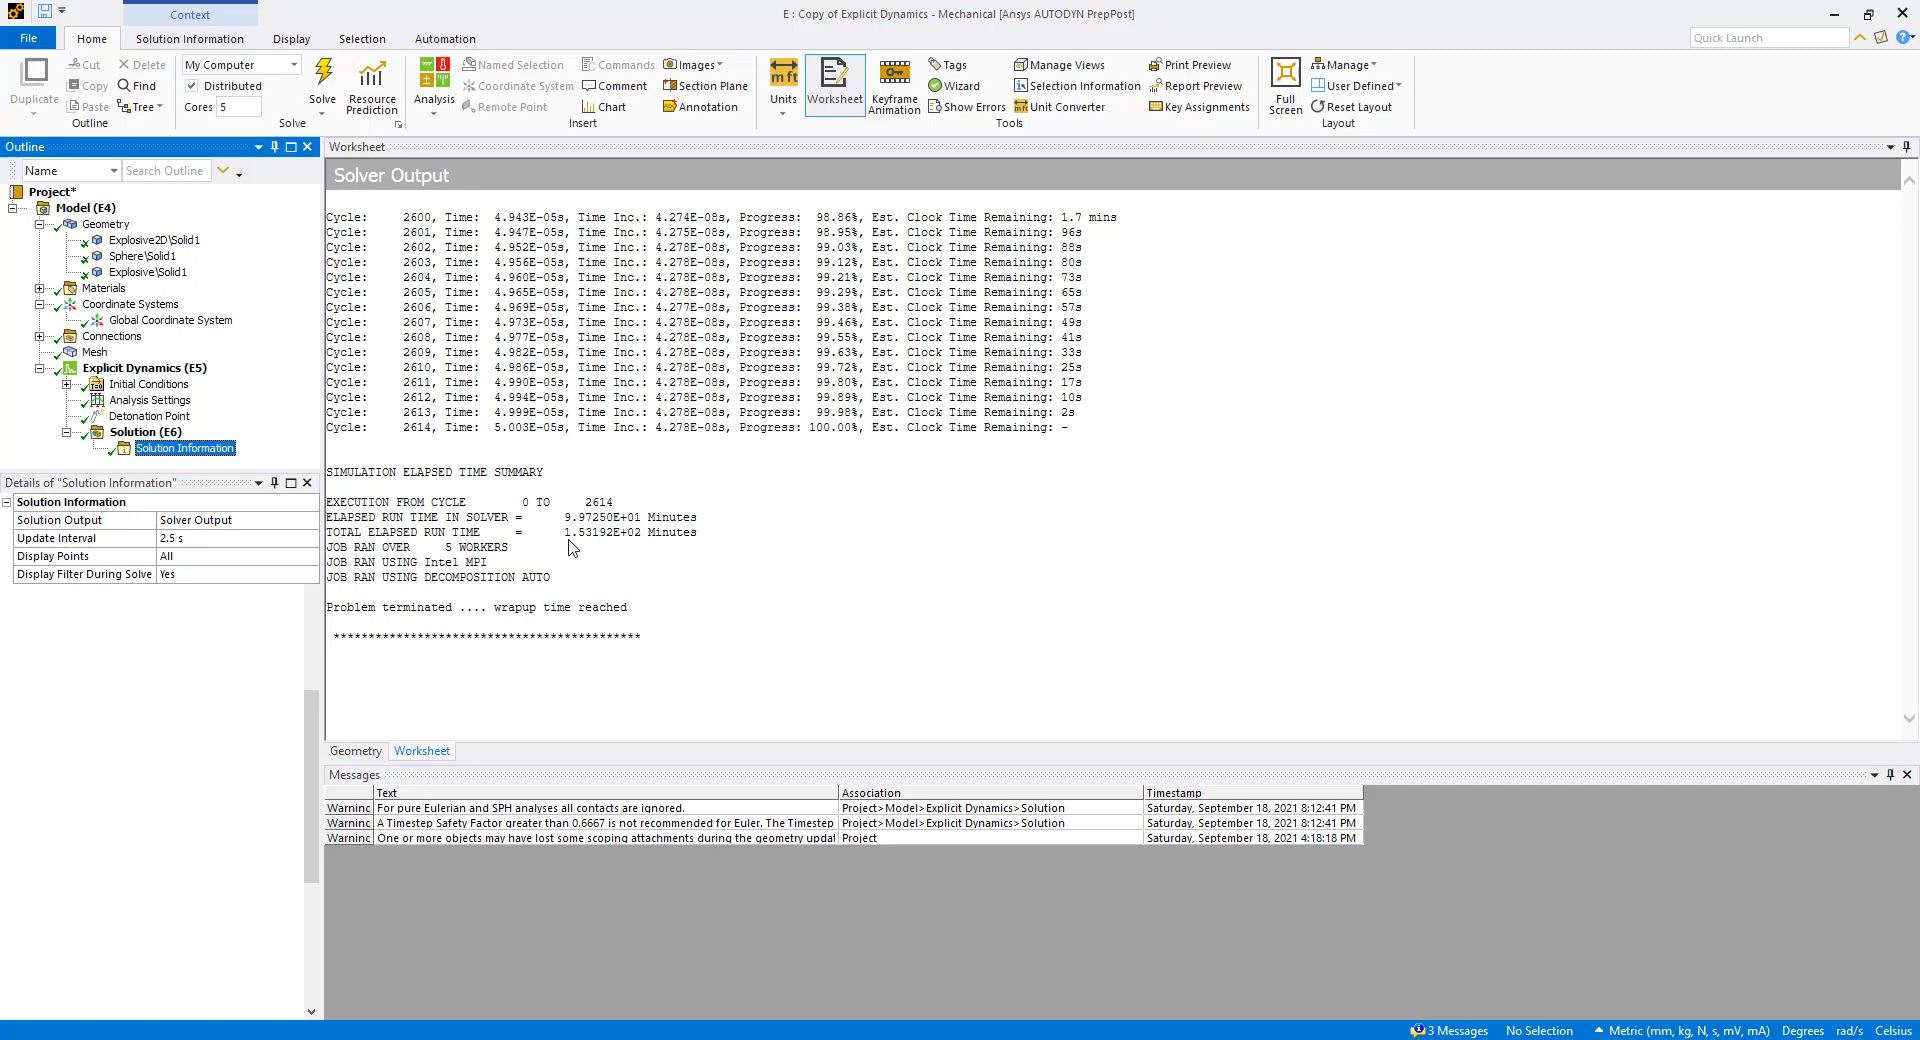 Context
E : Copy of Explicit Dynamics - Mechanical [Ansys AUTODYN PrepPost]
File
Home
Solution Information
Display
Selection
Automation
Quick Launch
Duplicate
Cut
Copy
Paste
Delete
Find
Tree
Outline
My Computer
Distributed
Cores 5
Solve
Resource
Prediction
Solve
Analysis
Named Selection
Coordinate System
Remote Point
Commands
Comment
Chart
Images
Section Plane
Annotation
Insert
Units
Worksheet
Keyframe
Animation
Tags
Wizard
Show Errors
Manage Views
Selection Information
Unit Converter
Print Preview
Report Preview
Key Assignments
Tools
Full
Screen
Manage
User Defined
Reset Layout
Layout
Outline
Name
Search Outline
Project*
Model (E4)
Geometry
Explosive2D\Solid1
Sphere\Solid1
Explosive\Solid1
Materials
Coordinate Systems
Global Coordinate System
Connections
Mesh
Explicit Dynamics (E5)
Initial Conditions
Analysis Settings
Detonation Point
Solution (E6)
Solution Information
Details of "Solution Information"
Solution Information
Solution Output Solver Output
Update Interval 2.5 s
Display Points All
Display Filter During Solve Yes
Worksheet
Solver Output
Cycle: 2600, Time: 4.943E-05s, Time Inc.: 4.274E-08s, Progress: 98.86%, Est. Clock Time Remaining: 1.7 mins
Cycle: 2601, Time: 4.947E-05s, Time Inc.: 4.275E-08s, Progress: 98.95%, Est. Clock Time Remaining: 96s
Cycle: 2602, Time: 4.952E-05s, Time Inc.: 4.278E-08s, Progress: 99.03%, Est. Clock Time Remaining: 88s
Cycle: 2603, Time: 4.956E-05s, Time Inc.: 4.278E-08s, Progress: 99.12%, Est. Clock Time Remaining: 80s
Cycle: 2604, Time: 4.960E-05s, Time Inc.: 4.278E-08s, Progress: 99.21%, Est. Clock Time Remaining: 73s
Cycle: 2605, Time: 4.965E-05s, Time Inc.: 4.278E-08s, Progress: 99.29%, Est. Clock Time Remaining: 65s
Cycle: 2606, Time: 4.969E-05s, Time Inc.: 4.277E-08s, Progress: 99.38%, Est. Clock Time Remaining: 57s
Cycle: 2607, Time: 4.973E-05s, Time Inc.: 4.278E-08s, Progress: 99.46%, Est. Clock Time Remaining: 49s
Cycle: 2608, Time: 4.977E-05s, Time Inc.: 4.278E-08s, Progress: 99.55%, Est. Clock Time Remaining: 41s
Cycle: 2609, Time: 4.982E-05s, Time Inc.: 4.278E-08s, Progress: 99.63%, Est. Clock Time Remaining: 33s
Cycle: 2610, Time: 4.986E-05s, Time Inc.: 4.278E-08s, Progress: 99.72%, Est. Clock Time Remaining: 25s
Cycle: 2611, Time: 4.990E-05s, Time Inc.: 4.278E-08s, Progress: 99.80%, Est. Clock Time Remaining: 17s
Cycle: 2612, Time: 4.994E-05s, Time Inc.: 4.278E-08s, Progress: 99.89%, Est. Clock Time Remaining: 10s
Cycle: 2613, Time: 4.999E-05s, Time Inc.: 4.278E-08s, Progress: 99.98%, Est. Clock Time Remaining: 2s
Cycle: 2614, Time: 5.003E-05s, Time Inc.: 4.278E-08s, Progress: 100.00%, Est. Clock Time Remaining: -
SIMULATION ELAPSED TIME SUMMARY
EXECUTION FROM CYCLE 0 TO 2614
ELAPSED RUN TIME IN SOLVER = 9.97250E+01 Minutes
TOTAL ELAPSED RUN TIME = 1.53192E+02 Minutes
JOB RAN OVER 5 WORKERS
JOB RAN USING Intel MPI
JOB RAN USING DECOMPOSITION AUTO
Problem terminated .... wrapup time reached
********************************************
Geometry
Worksheet
Messages
Text Association Timestamp
Warninc For pure Eulerian and SPH analyses all contacts are ignored. Project>Model>Explicit Dynamics>Solution Saturday, September 18, 2021 8:12:41 PM
Warninc A Timestep Safety Factor greater than 0.6667 is not recommended for Euler. The Timestep Project>Model>Explicit Dynamics>Solution Saturday, September 18, 2021 8:12:41 PM
Warninc One or more objects may have lost some scoping attachments during the geometry updat Project Saturday, September 18, 2021 4:18:18 PM
3 Messages
No Selection
Metric (mm, kg, N, s, mV, mA)
Degrees
rad/s
Celsius